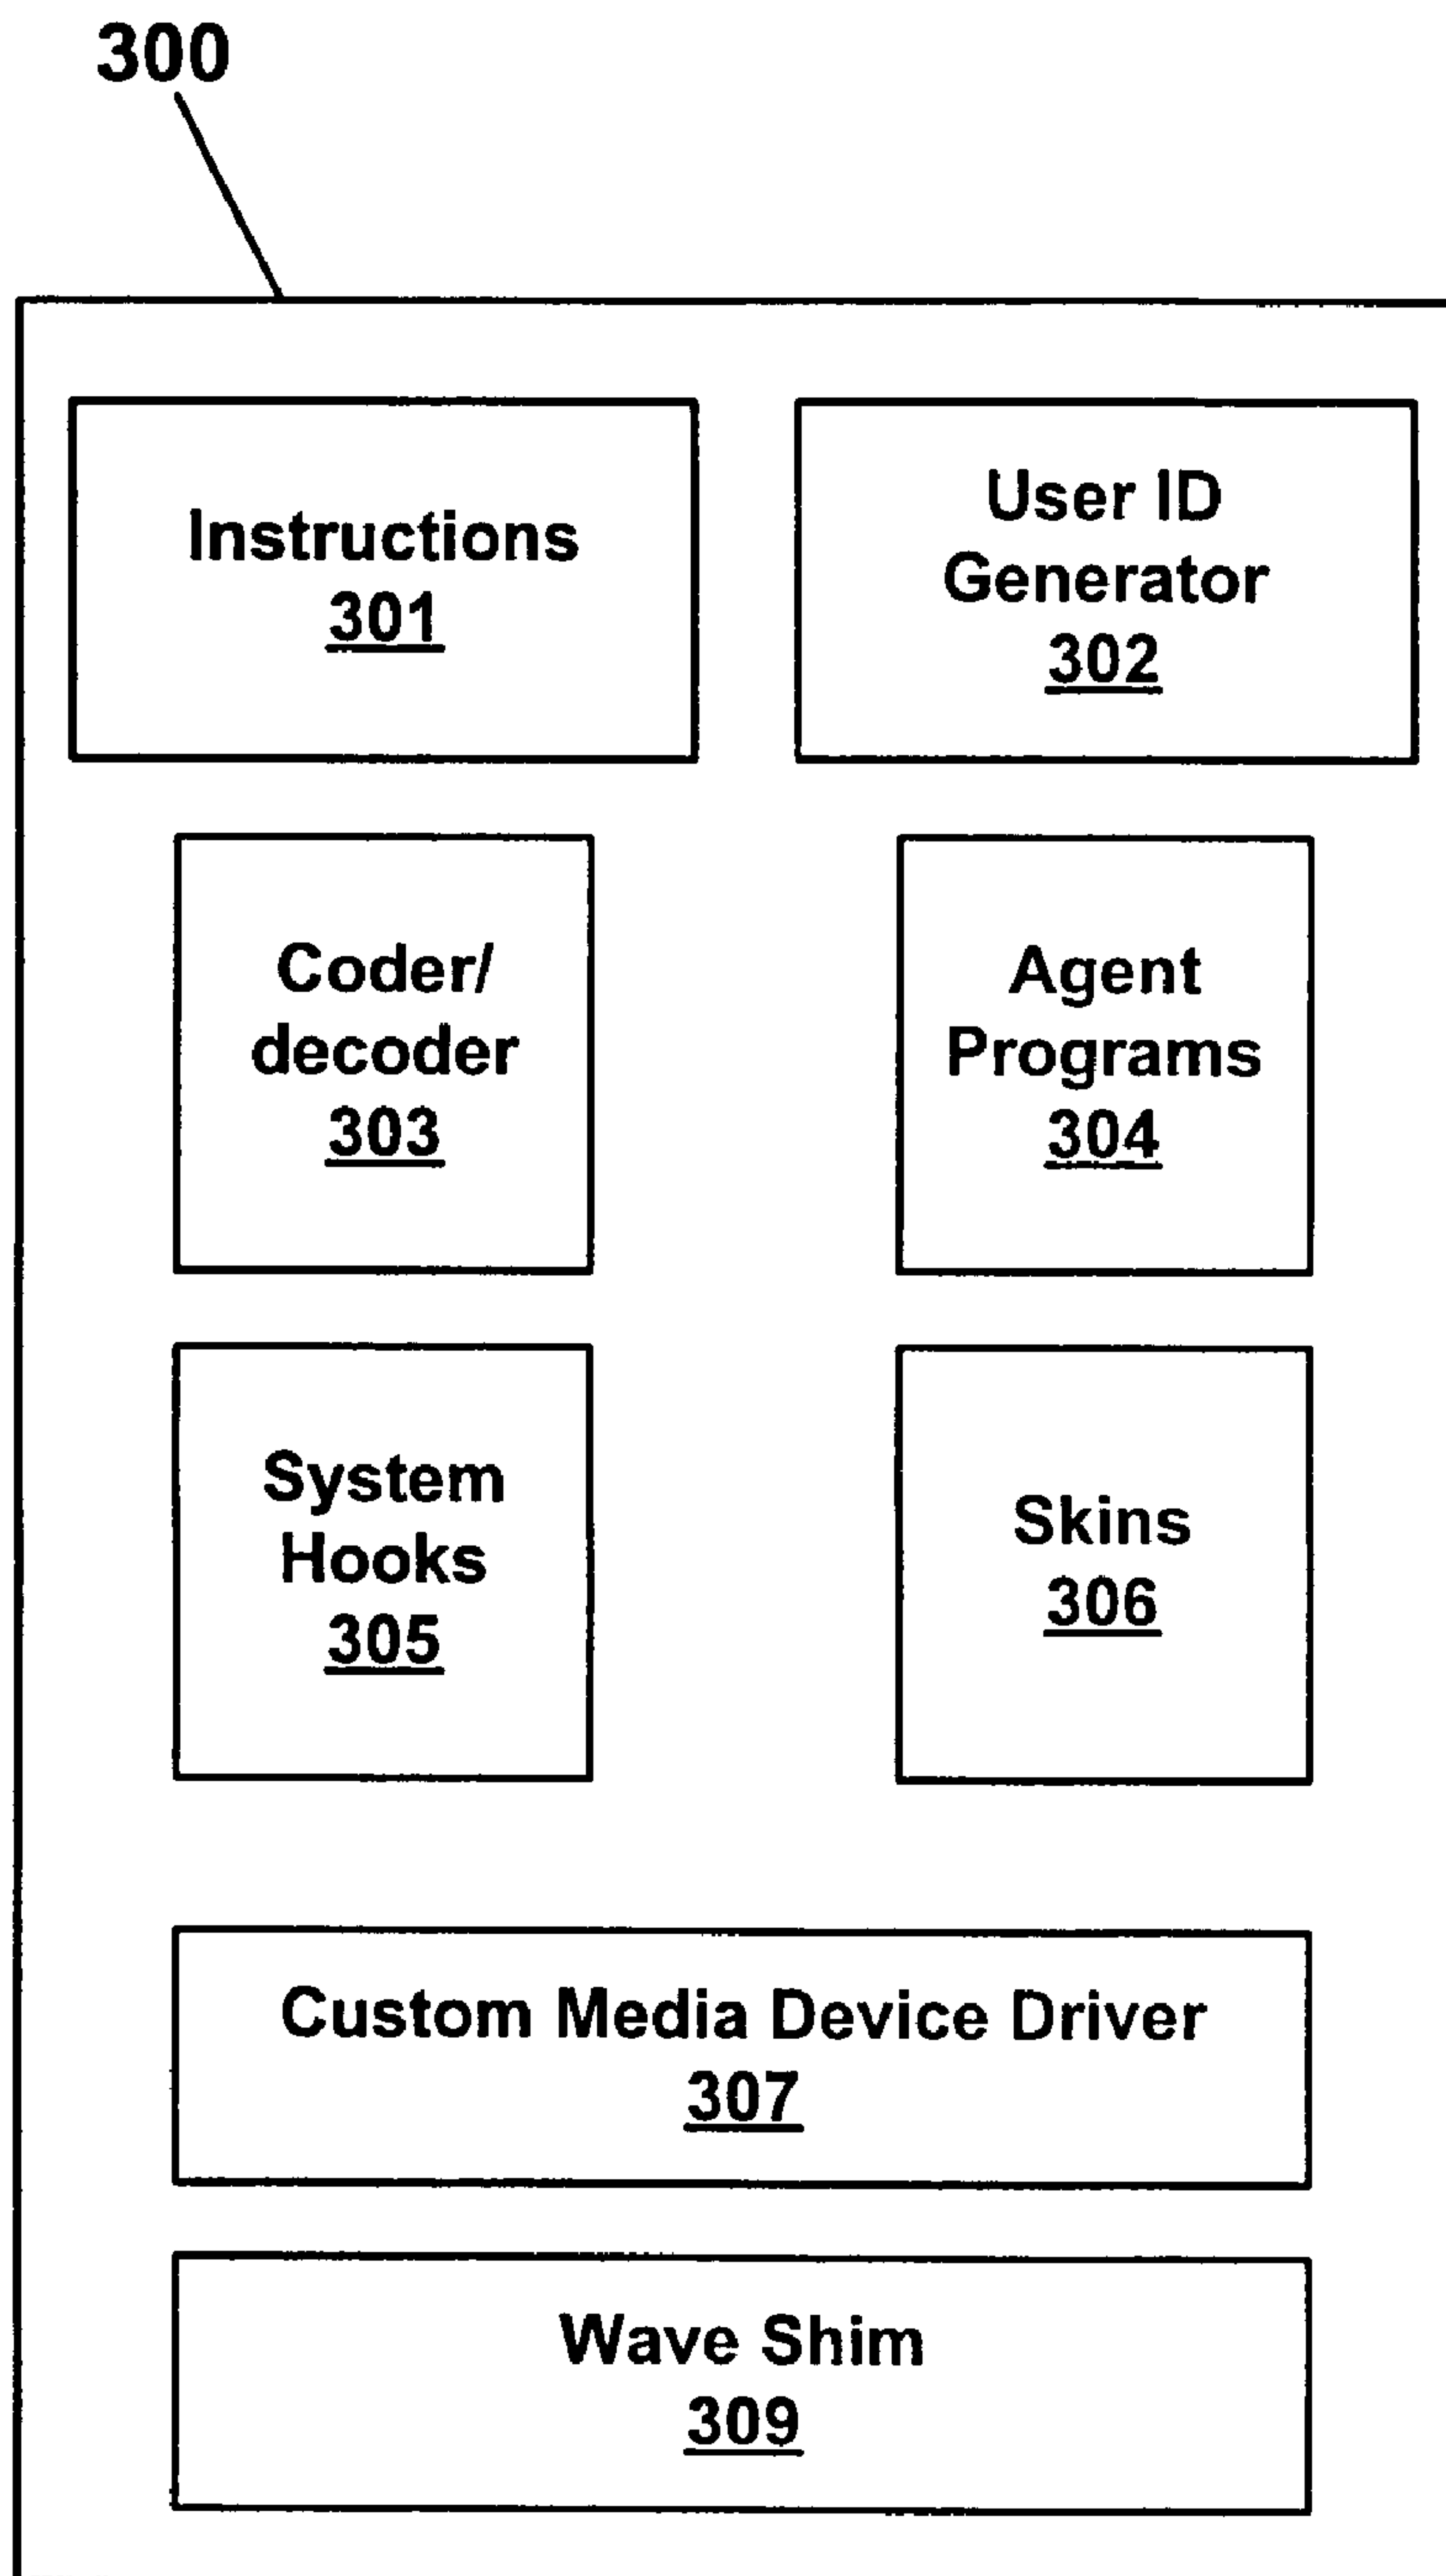 300
Instructions
301
User ID
Generator
302
Coder/
decoder
303
Agent
Programs
304
System
Hooks
305
Skins
306
Custom Media Device Driver
307
Wave Shim
309